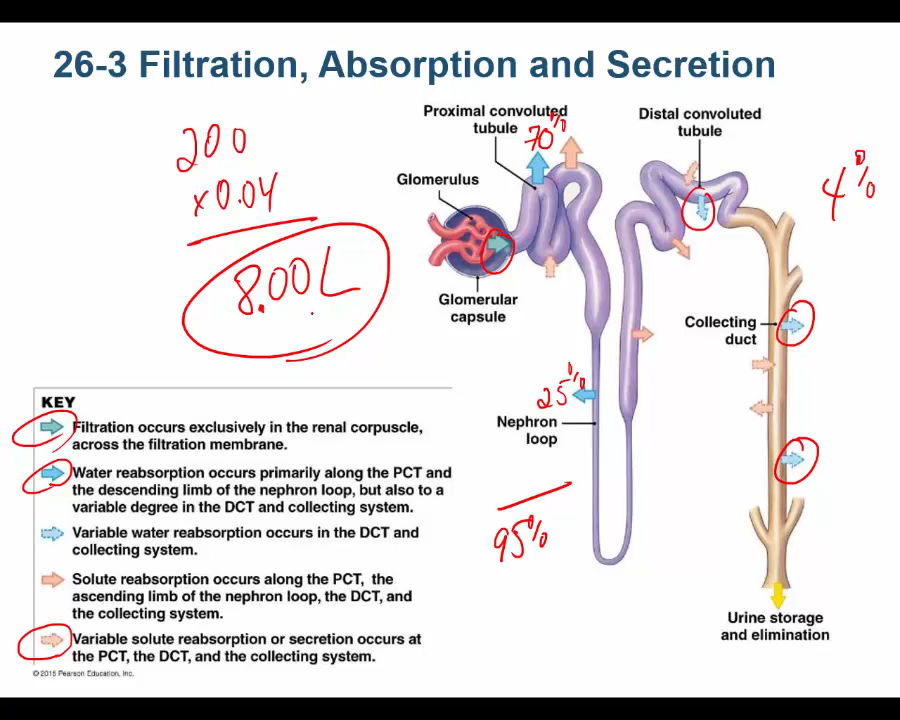 26-3 Filtration, Absorption and Secretion
200
x0.04
8.00L
Proximal convoluted
tubule
70%
Distal convoluted
tubule
4%
Glomerulus
Glomerular
capsule
Collecting
duct
25%
Nephron
loop
95%
Urine storage
and elimination
KEY
Filtration occurs exclusively in the renal corpuscle,
across the filtration membrane.
Water reabsorption occurs primarily along the PCT and
the descending limb of the nephron loop, but also to a
variable degree in the DCT and collecting system.
Variable water reabsorption occurs in the DCT and
collecting system.
Solute reabsorption occurs along the PCT, the
ascending limb of the nephron loop, the DCT, and
the collecting system.
Variable solute reabsorption or secretion occurs at
the PCT, the DCT, and the collecting system.
© 2015 Pearson Education, Inc.